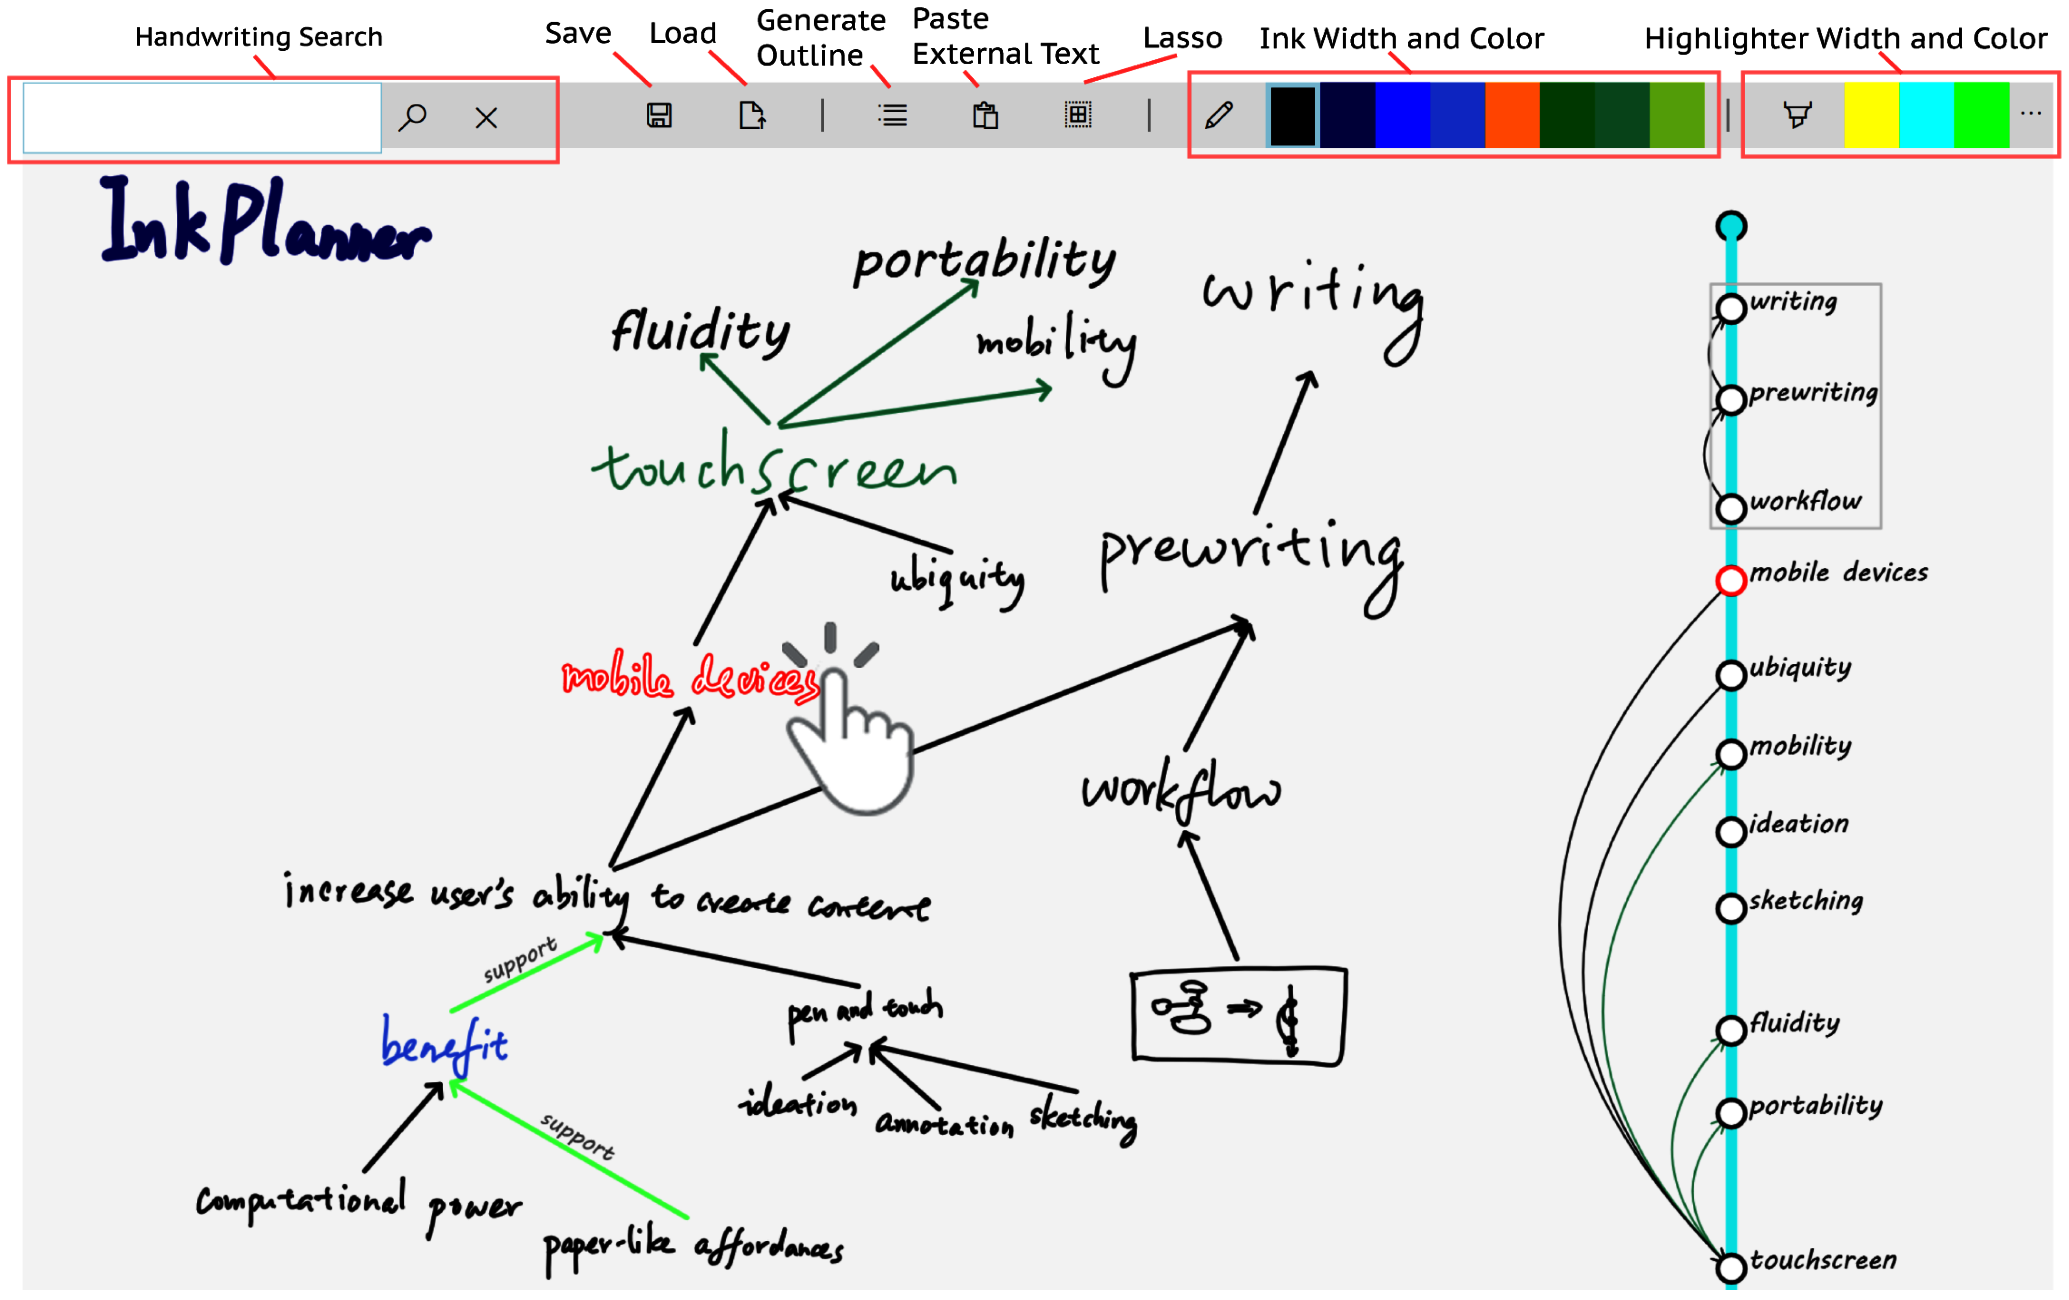 Handwriting Search
Save
Load
Generate
Outline
Paste
External Text
Lasso
Ink Width and Color
Highlighter Width and Color
InkPlanner
portability
writing
fluidity
mobility
touchscreen
ubiquity
prewriting
mobile devices
workflow
increase user's ability to create content
support
benefit
pen and touch
ideation
annotation
sketching
support
computational power
paper-like affordances
writing
prewriting
workflow
mobile devices
ubiquity
mobility
ideation
sketching
fluidity
portability
touchscreen